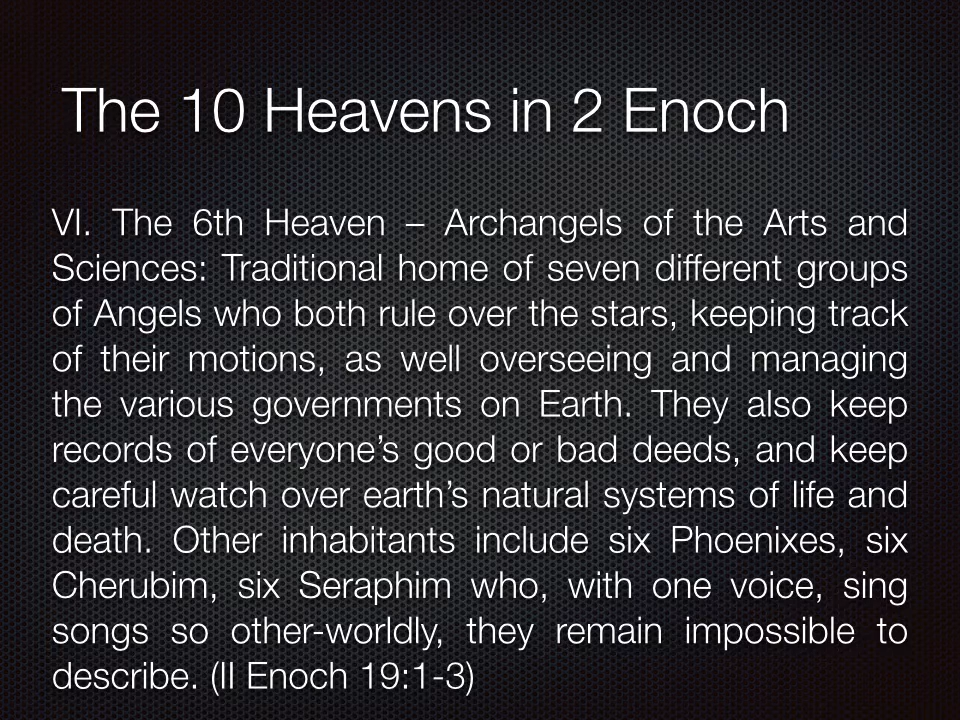 The 10 Heavens in 2 Enoch
VI. The 6th Heaven – Archangels of the Arts and
Sciences: Traditional home of seven different groups
of Angels who both rule over the stars, keeping track
of their motions, as well overseeing and managing
the various governments on Earth. They also keep
records of everyone’s good or bad deeds, and keep
careful watch over earth’s natural systems of life and
death. Other inhabitants include six Phoenixes, six
Cherubim, six Seraphim who, with one voice, sing
songs so other-worldly, they remain impossible to
describe. (II Enoch 19:1-3)